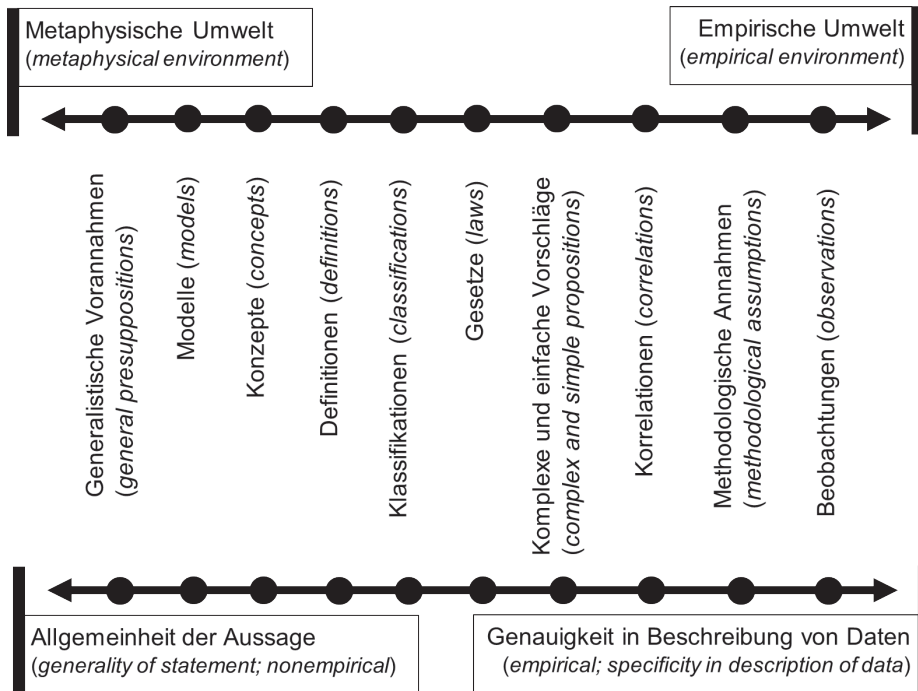 Metaphysische Umwelt
(metaphysical environment)
Empirische Umwelt
(empirical environment)
Generalistische Vorannahmen
(general presuppositions)
Modelle (models)
Konzepte (concepts)
Definitionen (definitions)
Klassifikationen (classifications)
Gesetze (laws)
Komplexe und einfache Vorschläge
(complex and simple propositions)
Korrelationen (correlations)
Methodologische Annahmen
(methodological assumptions)
Beobachtungen (observations)
Allgemeinheit der Aussage
(generality of statement; nonempirical)
Genauigkeit in Beschreibung von Daten
(empirical; specificity in description of data)